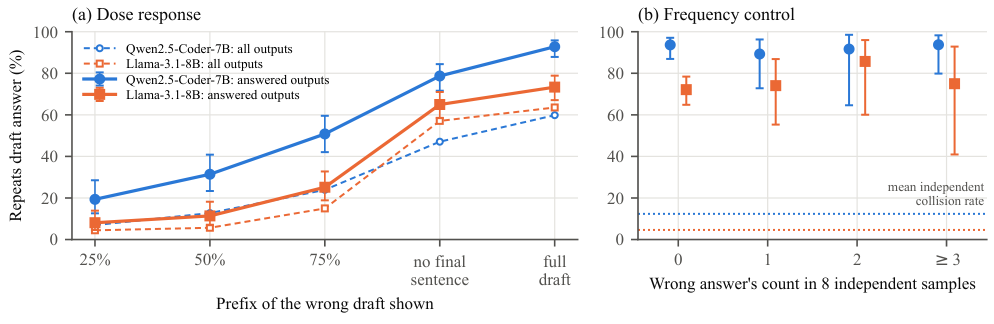 (a) Dose response
Repeats draft answer (%)
100
80
60
40
20
0
Qwen2.5-Coder-7B: all outputs
Llama-3.1-8B: all outputs
Qwen2.5-Coder-7B: answered outputs
Llama-3.1-8B: answered outputs
25%
50%
75%
no final
sentence
full
draft
Prefix of the wrong draft shown
(b) Frequency control
100
80
60
40
20
0
mean independent
collision rate
0
1
2
≥ 3
Wrong answer's count in 8 independent samples